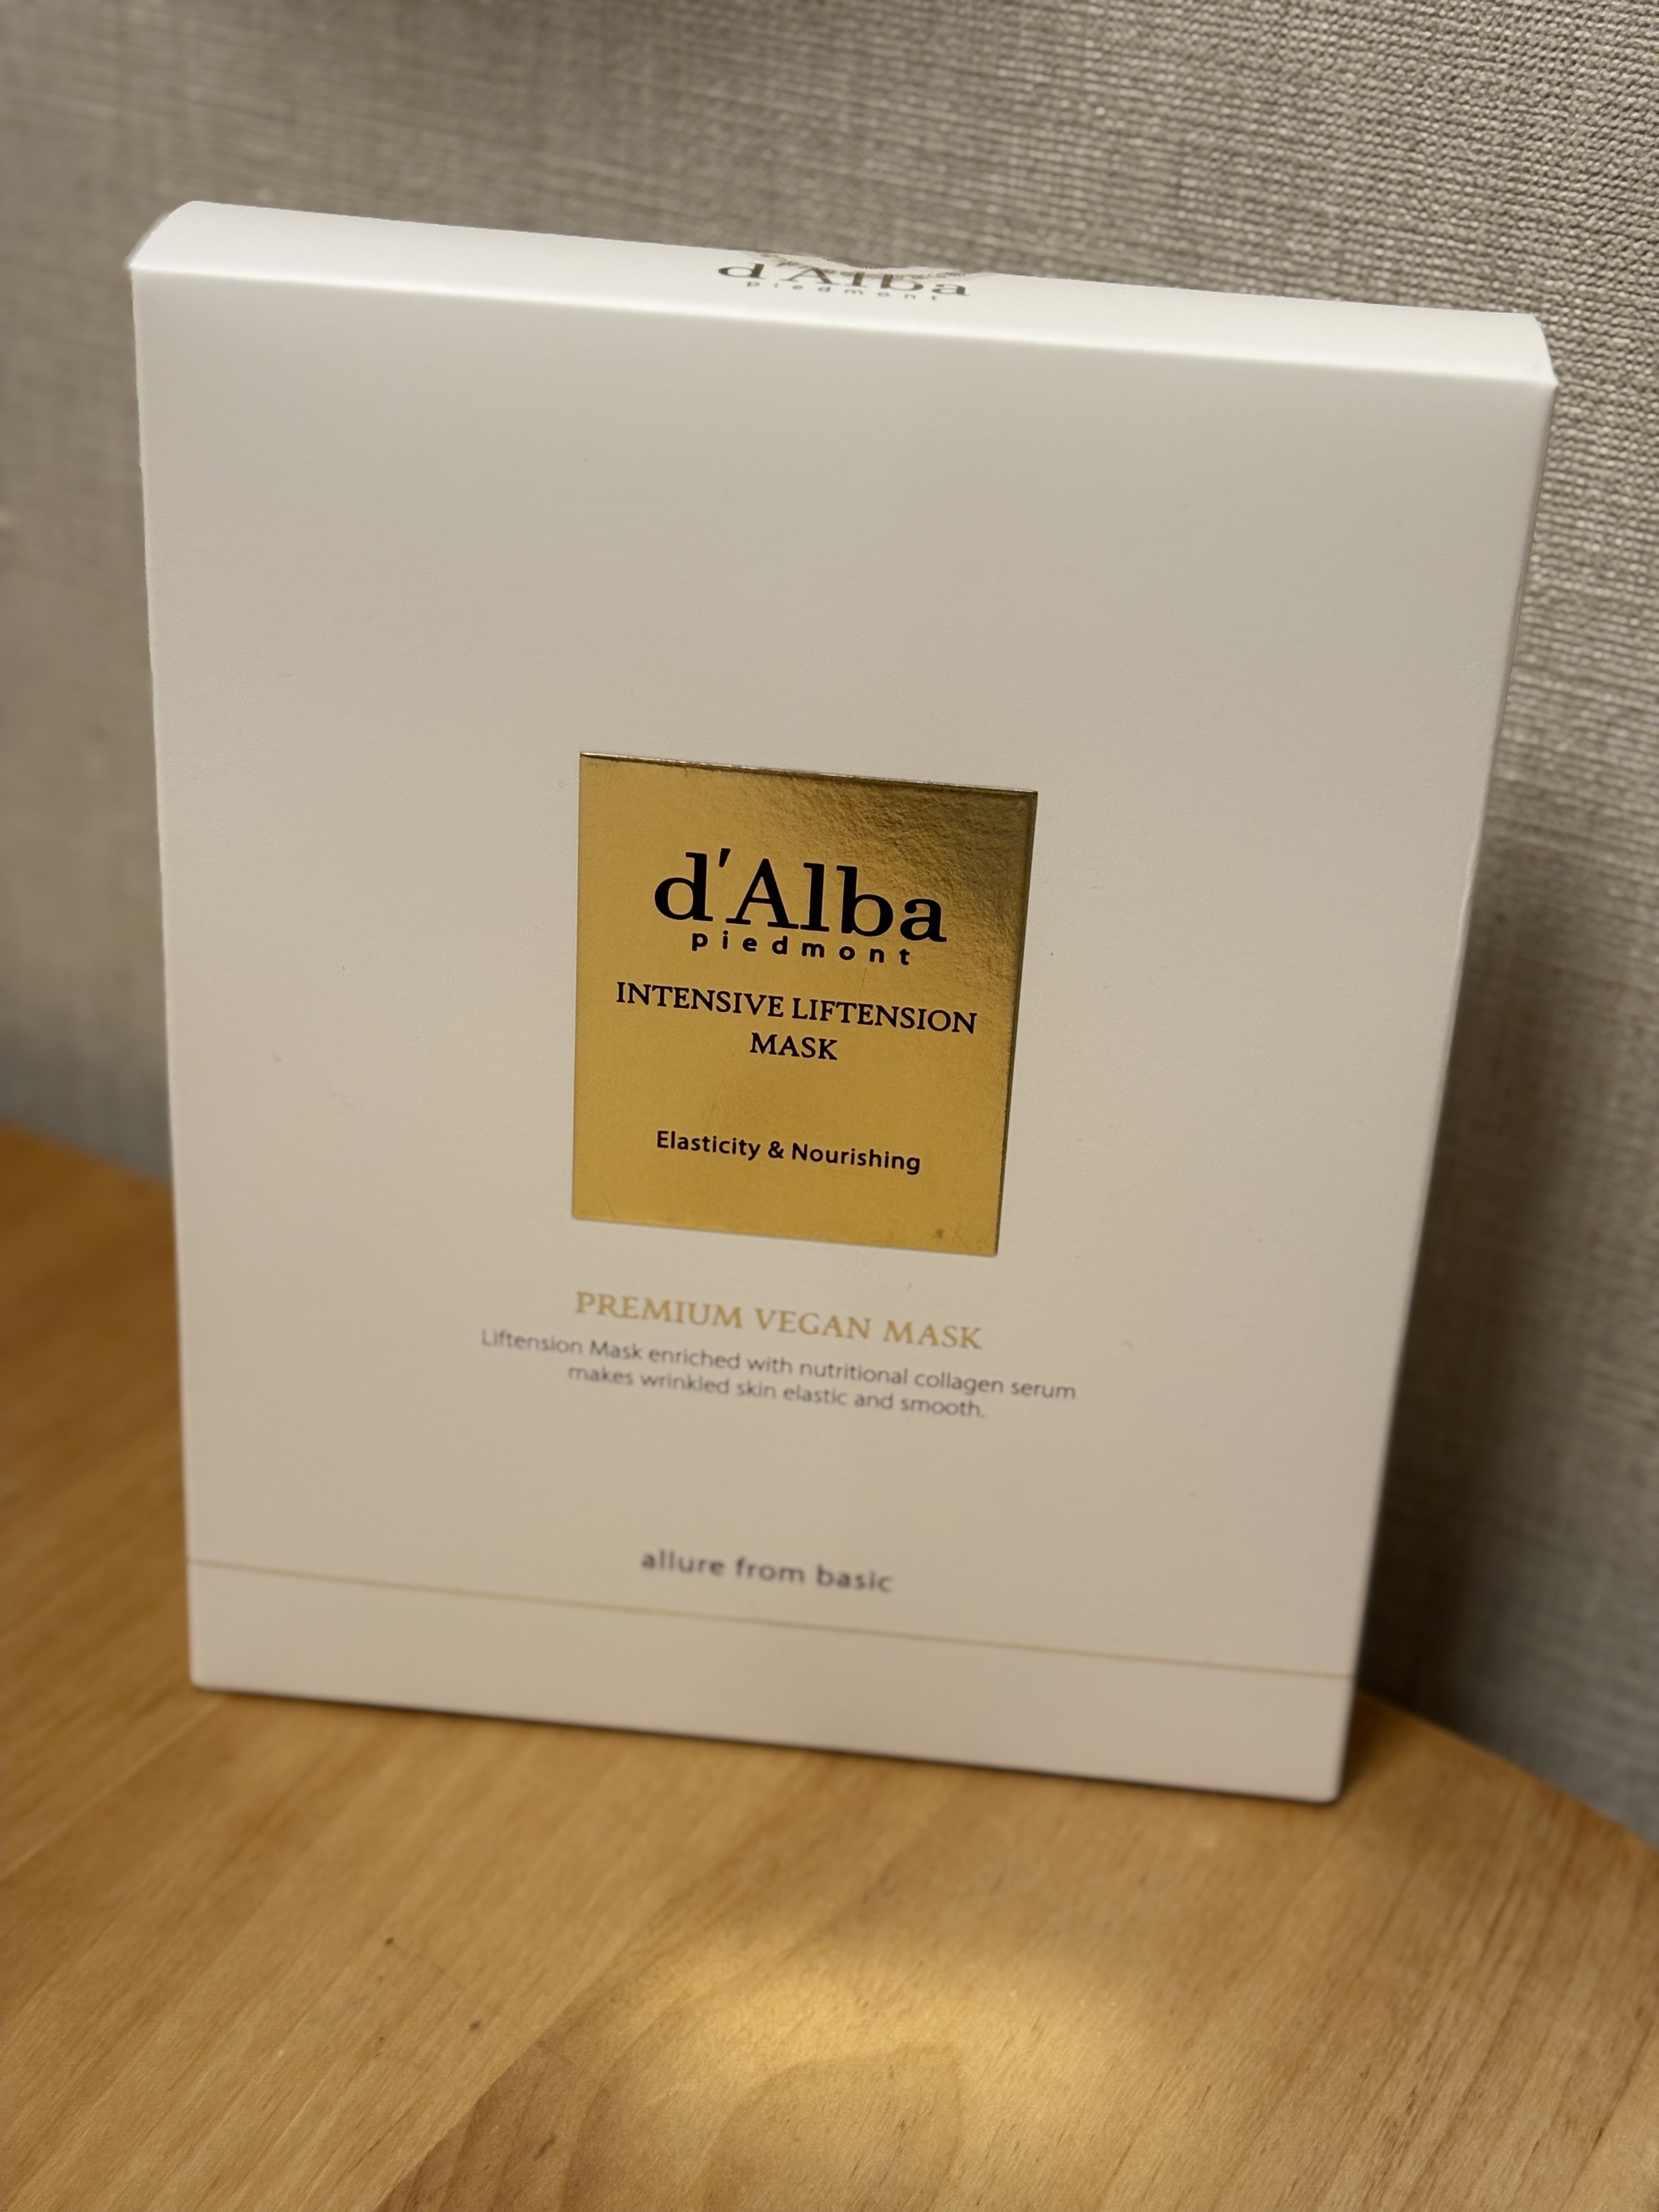 d'Alba
piedmont
d'Alba
piedmont
INTENSIVE LIFTENSION
MASK
Elasticity & Nourishing
PREMIUM VEGAN MASK
Liftension Mask enriched with nutritional collagen serum
makes wrinkled skin elastic and smooth.
allure from basic